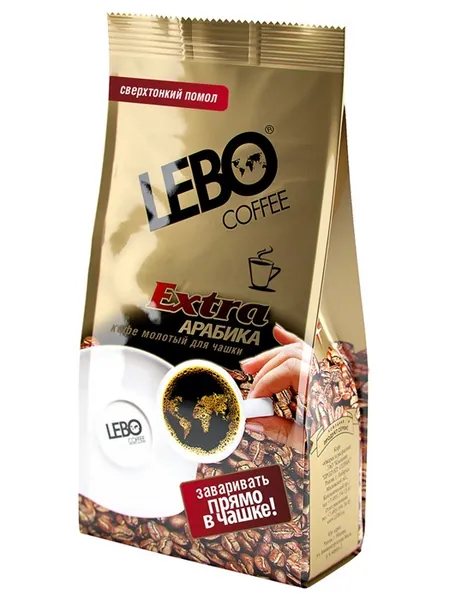 сверхтонкий помол
LEBO®
COFFEE
Extra
АРАБИКА
кофе молотый для чашки
LEBO
COFFEE
заваривать
прямо
в чашке!